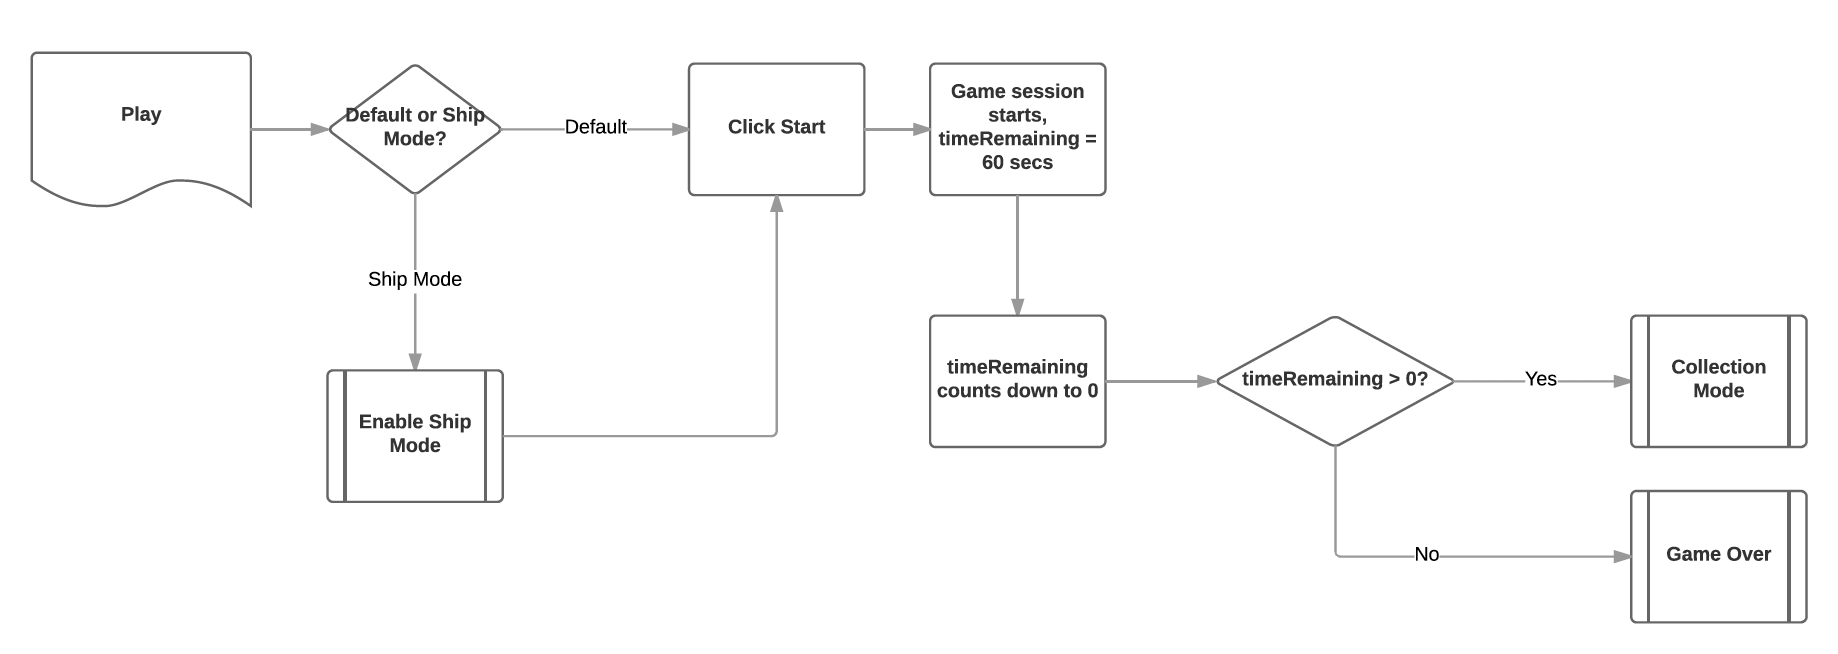 Play
Default or Ship
Mode?
Default
Click Start
Game session
starts,
timeRemaining =
60 secs
Ship Mode
Enable Ship
Mode
timeRemaining
counts down to 0
timeRemaining > 0?
Yes
Collection
Mode
No
Game Over